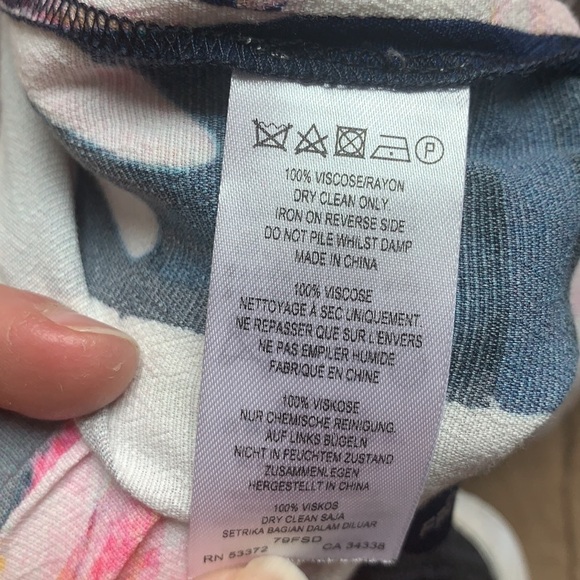 P
100% VISCOSE/RAYON
DRY CLEAN ONLY
IRON ON REVERSE SIDE
DO NOT PILE WHILST DAMP
MADE IN CHINA
100% VISCOSE
NETTOYAGE À SEC UNIQUEMENT
NE REPASSER QUE SUR L'ENVERS
NE PAS EMPILER HUMIDE
FABRIQUÉ EN CHINE
100% VISKOSE
NUR CHEMISCHE REINIGUNG
AUF LINKS BÜGELN
NICHT IN FEUCHTEM ZUSTAND
ZUSAMMENLEGEN
HERGESTELLT IN CHINA
100% VISKOS
DRY CLEAN SAJA
SETRIKA BAGIAN DALAM DILUAR
79FSD
RN 53372 CA 34338